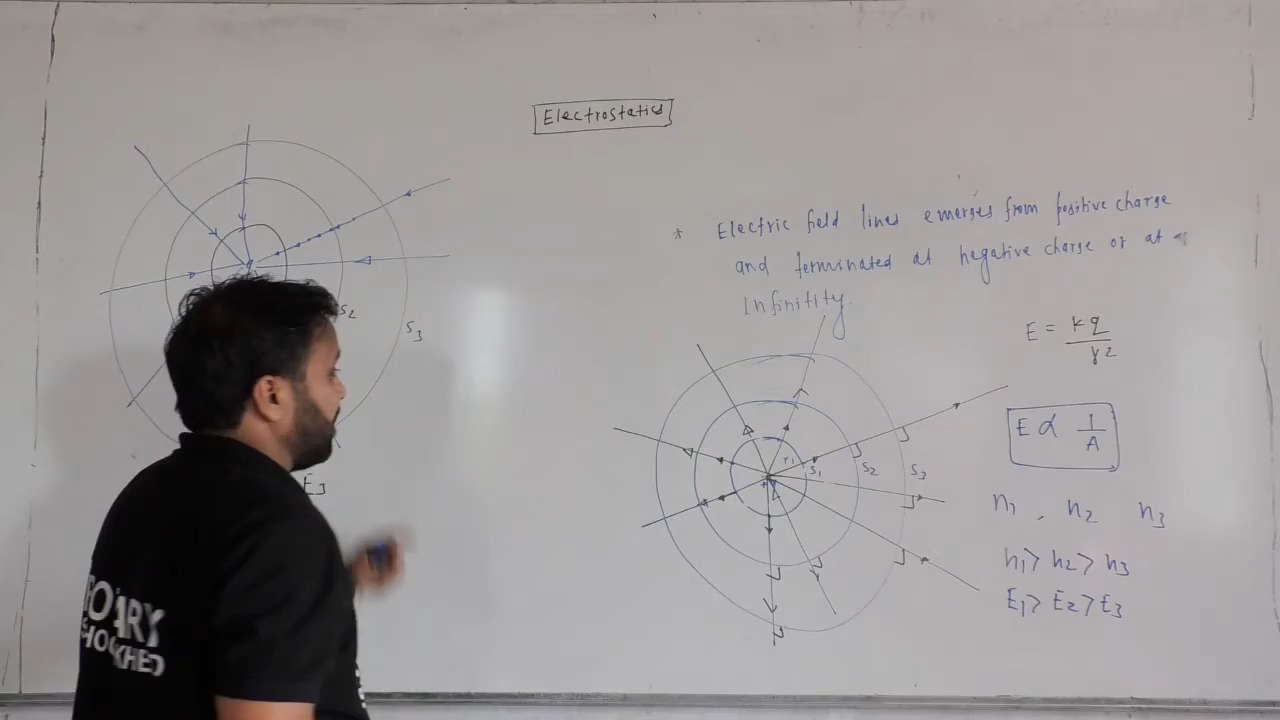 Electrostatics
* Electric field lines emerges from positive charge
and terminated at negative charge or at
Infinitity.
S2
S3
E3
E = kq
r2
E ∝ 1
A
r1
S1
S2
S3
n1 , n2 n3
n1 > n2 > n3
E1 > E2 > E3